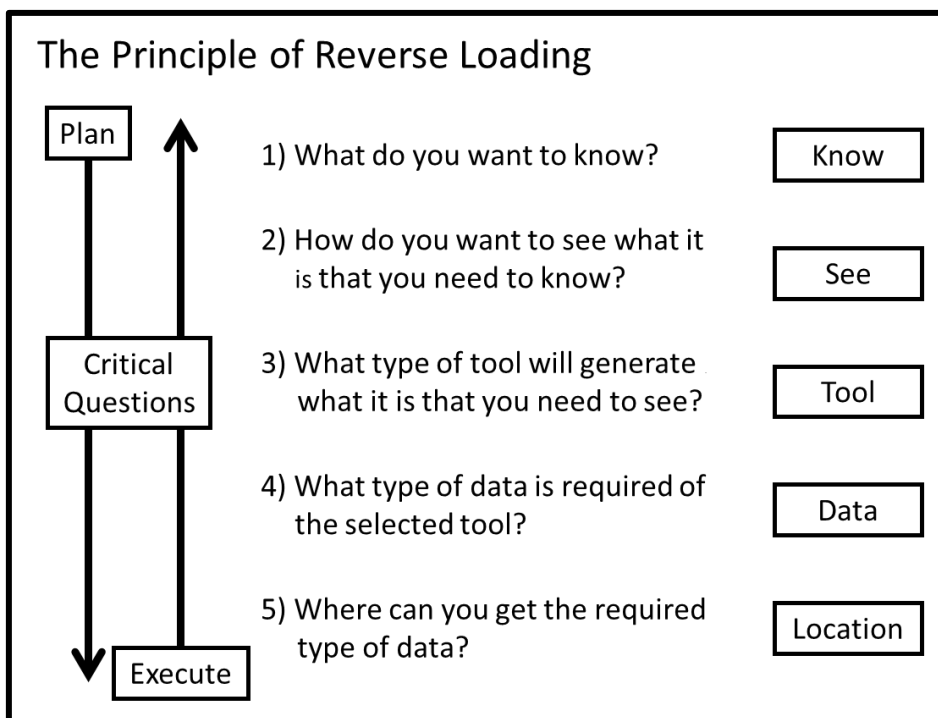 The Principle of Reverse Loading
Plan
1) What do you want to know?
Know
2) How do you want to see what it
is that you need to know?
See
Critical
Questions
3) What type of tool will generate
what it is that you need to see?
Tool
4) What type of data is required of
the selected tool?
Data
5) Where can you get the required
type of data?
Location
Execute